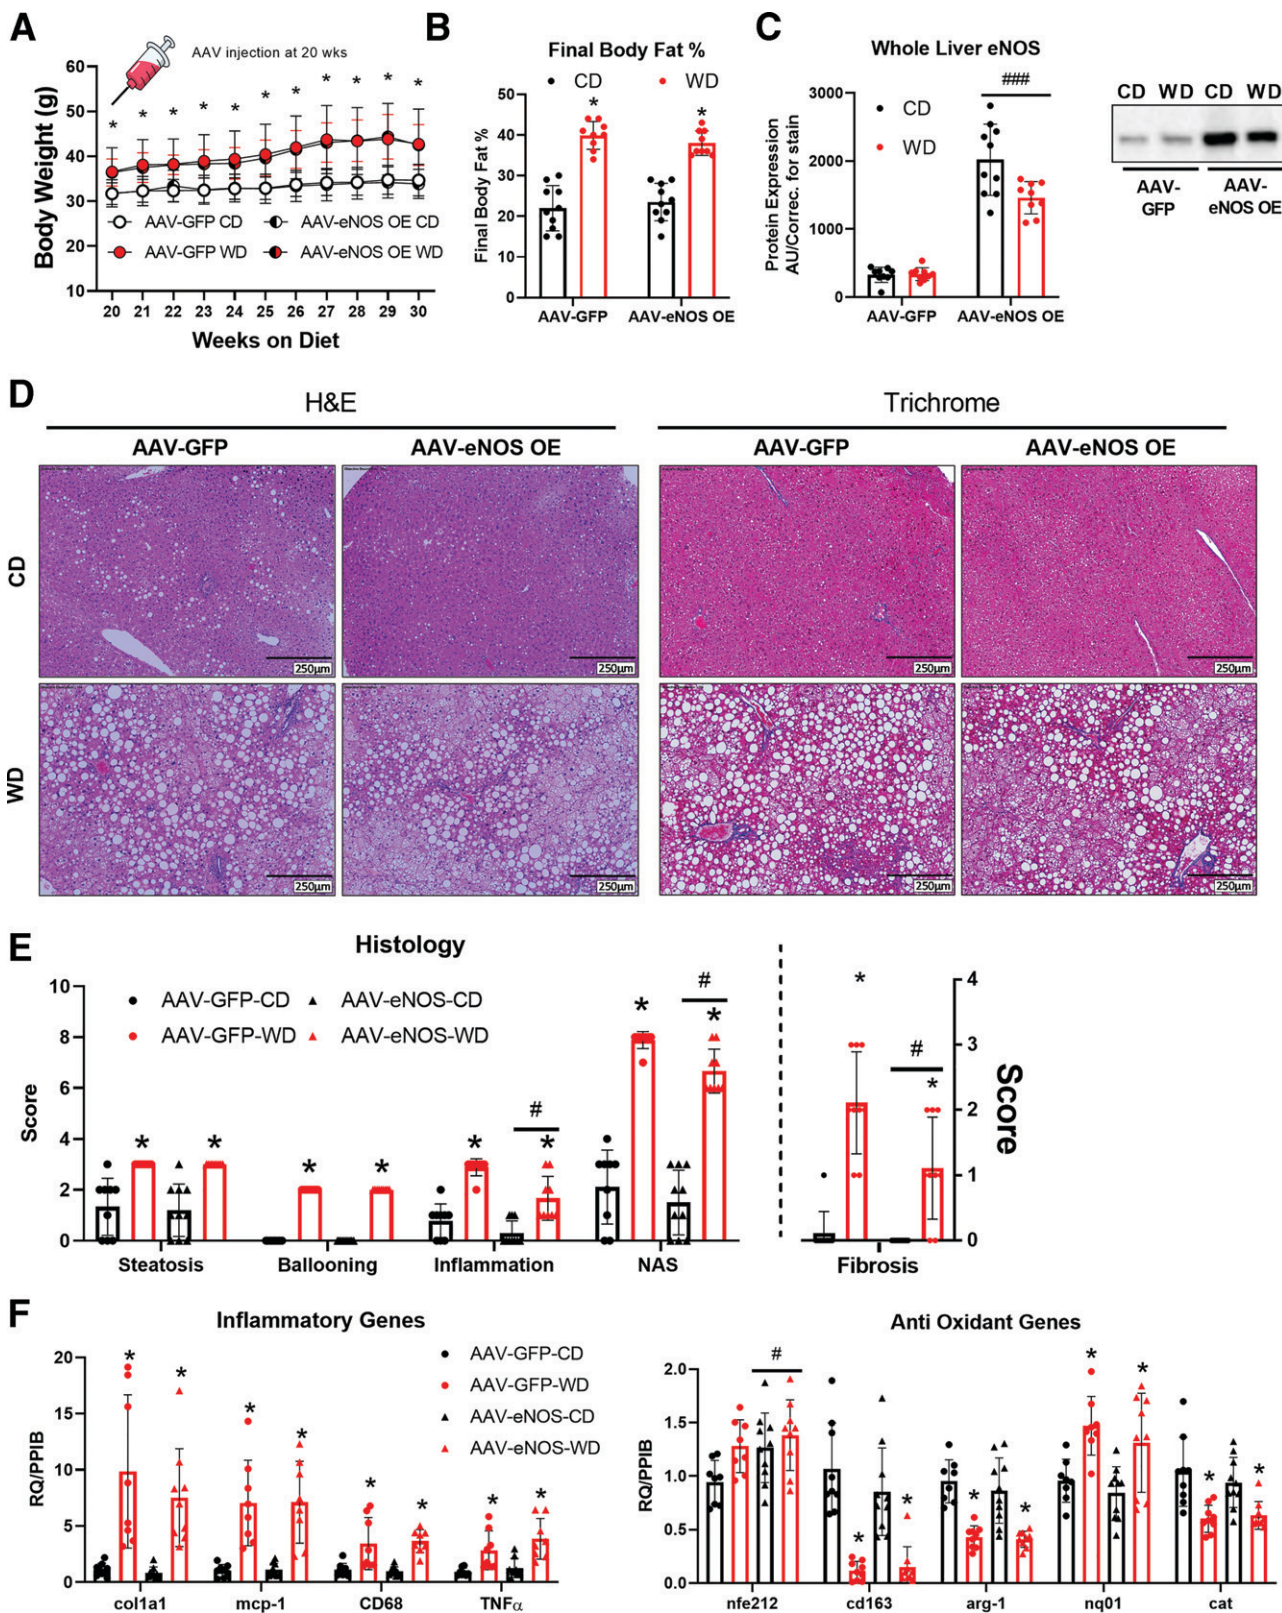 A
AAV injection at 20 wks
Body Weight (g)
60
50
40
30
20
10
AAV-GFP CD
AAV-eNOS OE CD
AAV-GFP WD
AAV-eNOS OE WD
* * * * * * * * * * *
20 21 22 23 24 25 26 27 28 29 30
Weeks on Diet
B
Final Body Fat %
CD
WD
Final Body Fat %
50
40
30
20
10
0
*
*
AAV-GFP
AAV-eNOS OE
C
Whole Liver eNOS
###
CD
WD
Protein Expression
AU/Correc. for stain
3000
2000
1000
0
AAV-GFP
AAV-eNOS OE
CD WD CD WD
AAV-
GFP
AAV-
eNOS OE
D
H&E
Trichrome
AAV-GFP
AAV-eNOS OE
AAV-GFP
AAV-eNOS OE
CD
250µm
250µm
250µm
250µm
WD
250µm
250µm
250µm
250µm
E
Histology
AAV-GFP-CD
AAV-eNOS-CD
AAV-GFP-WD
AAV-eNOS-WD
Score
10
8
6
4
2
0
* * * * * # * * # *
Steatosis
Ballooning
Inflammation
NAS
* # *
4
3
2
1
0
Score
Fibrosis
F
Inflammatory Genes
AAV-GFP-CD
AAV-GFP-WD
AAV-eNOS-CD
AAV-eNOS-WD
RQ/PPIB
20
15
10
5
0
* * * * * * * *
col1a1
mcp-1
CD68
TNFα
Anti Oxidant Genes
RQ/PPIB
2.0
1.5
1.0
0.5
0.0
# * * * * * * * *
nfe212
cd163
arg-1
nq01
cat